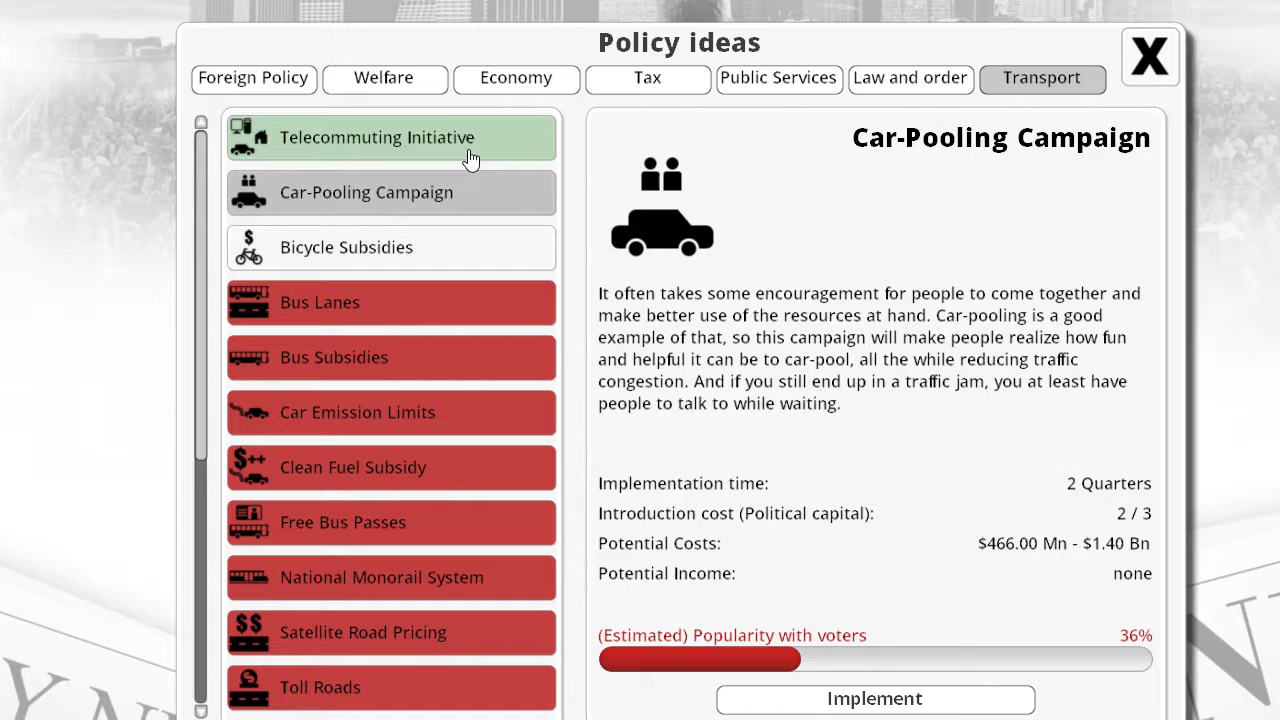 Policy ideas
X
Foreign Policy
Welfare
Economy
Tax
Public Services
Law and order
Transport
Telecommuting Initiative
Car-Pooling Campaign
Bicycle Subsidies
Bus Lanes
Bus Subsidies
Car Emission Limits
Clean Fuel Subsidy
Free Bus Passes
National Monorail System
Satellite Road Pricing
Toll Roads
Car-Pooling Campaign
It often takes some encouragement for people to come together and
make better use of the resources at hand. Car-pooling is a good
example of that, so this campaign will make people realize how fun
and helpful it can be to car-pool, all the while reducing traffic
congestion. And if you still end up in a traffic jam, you at least have
people to talk to while waiting.
Implementation time: 2 Quarters
Introduction cost (Political capital): 2 / 3
Potential Costs: $466.00 Mn - $1.40 Bn
Potential Income: none
(Estimated) Popularity with voters 36%
Implement